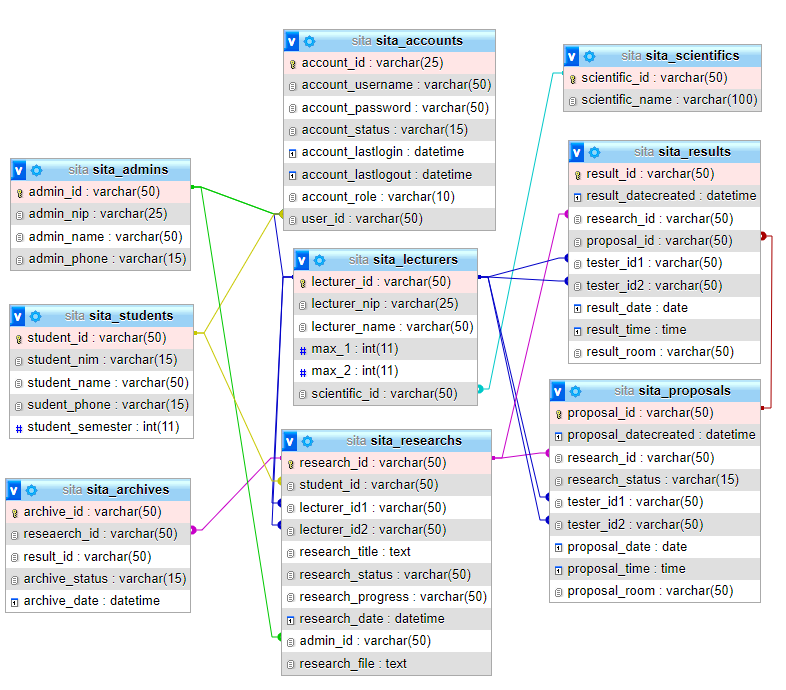 sita sita_accounts
account_id : varchar(25)
account_username : varchar(50)
account_password : varchar(50)
account_status : varchar(15)
account_lastlogin : datetime
account_lastlogout : datetime
account_role : varchar(10)
user_id : varchar(50)
sita sita_scientifics
scientific_id : varchar(50)
scientific_name : varchar(100)
sita sita_results
result_id : varchar(50)
result_datecreated : datetime
research_id : varchar(50)
proposal_id : varchar(50)
tester_id1 : varchar(50)
tester_id2 : varchar(50)
result_date : date
result_time : time
result_room : varchar(50)
sita sita_admins
admin_id : varchar(50)
admin_nip : varchar(25)
admin_name : varchar(50)
admin_phone : varchar(15)
sita sita_lecturers
lecturer_id : varchar(50)
lecturer_nip : varchar(25)
lecturer_name : varchar(50)
# max_1 : int(11)
# max_2 : int(11)
scientific_id : varchar(50)
sita sita_students
student_id : varchar(50)
student_nim : varchar(15)
student_name : varchar(50)
sudent_phone : varchar(15)
# student_semester : int(11)
sita sita_proposals
proposal_id : varchar(50)
proposal_datecreated : datetime
research_id : varchar(50)
research_status : varchar(15)
tester_id1 : varchar(50)
tester_id2 : varchar(50)
proposal_date : date
proposal_time : time
proposal_room : varchar(50)
sita sita_researchs
research_id : varchar(50)
student_id : varchar(50)
lecturer_id1 : varchar(50)
lecturer_id2 : varchar(50)
research_title : text
research_status : varchar(50)
research_progress : varchar(50)
research_date : datetime
admin_id : varchar(50)
research_file : text
sita sita_archives
archive_id : varchar(50)
reseaerch_id : varchar(50)
result_id : varchar(50)
archive_status : varchar(15)
archive_date : datetime